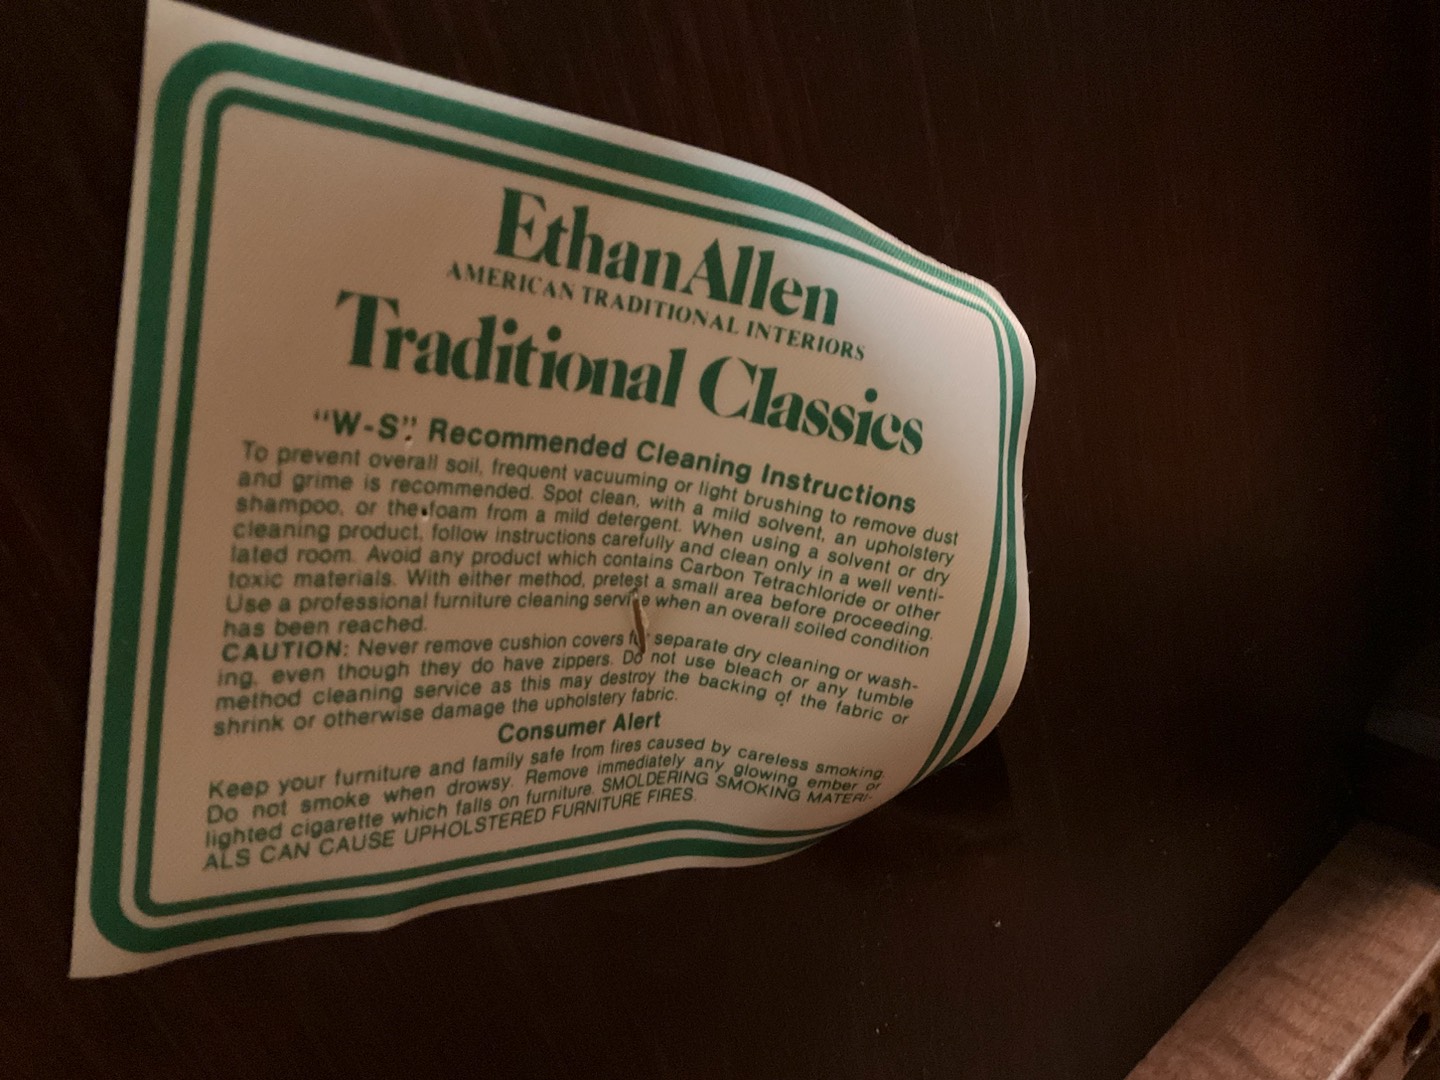 Ethan Allen
AMERICAN TRADITIONAL INTERIORS
Traditional Classics
"W-S" Recommended Cleaning Instructions
To prevent overall soil, frequent vacuuming or light brushing to remove dust
and grime is recommended. Spot clean, with a mild solvent, an upholstery
shampoo, or the foam from a mild detergent. When using a solvent or dry
cleaning product, follow instructions carefully and clean only in a well venti-
lated room. Avoid any product which contains Carbon Tetrachloride or other
toxic materials. With either method, pretest a small area before proceeding.
Use a professional furniture cleaning service when an overall soiled condition
has been reached.
CAUTION: Never remove cushion covers for separate dry cleaning or wash-
ing, even though they do have zippers. Do not use bleach or any tumble
method cleaning service as this may destroy the backing of the fabric or
shrink or otherwise damage the upholstery fabric.
Consumer Alert
Keep your furniture and family safe from fires caused by careless smoking.
Do not smoke when drowsy. Remove immediately any glowing ember or
lighted cigarette which falls on furniture. SMOLDERING SMOKING MATERI-
ALS CAN CAUSE UPHOLSTERED FURNITURE FIRES.